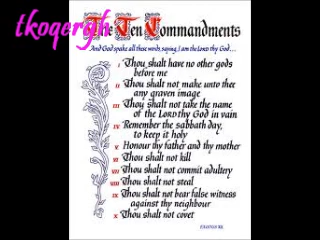 tkoqergh
The Ten Commandments
And God spake all these words, saying, I am the LORD thy GOD...
I Thou shalt have no other gods
before me
II Thou shalt not make unto thee
any graven image
III Thou shalt not take the name
of the LORD thy GOD in vain
IV Remember the sabbath day,
to keep it holy
V Honour thy father and thy mother
VI Thou shalt not kill
VII Thou shalt not commit adultery
VIII Thou shalt not steal
IX Thou shalt not bear false witness
against thy neighbour
X Thou shalt not covet